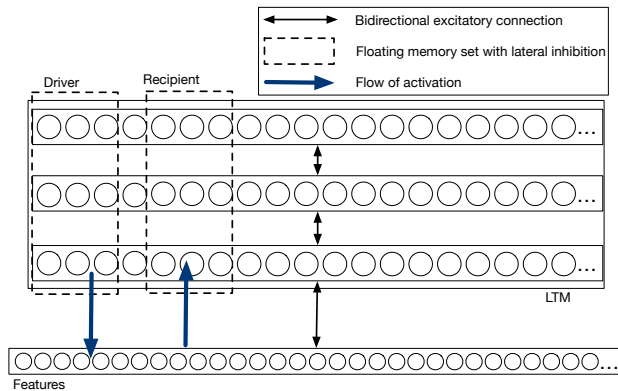 Bidirectional excitatory connection
Floating memory set with lateral inhibition
Flow of activation
Driver
Recipient
...
...
...
LTM
...
Features